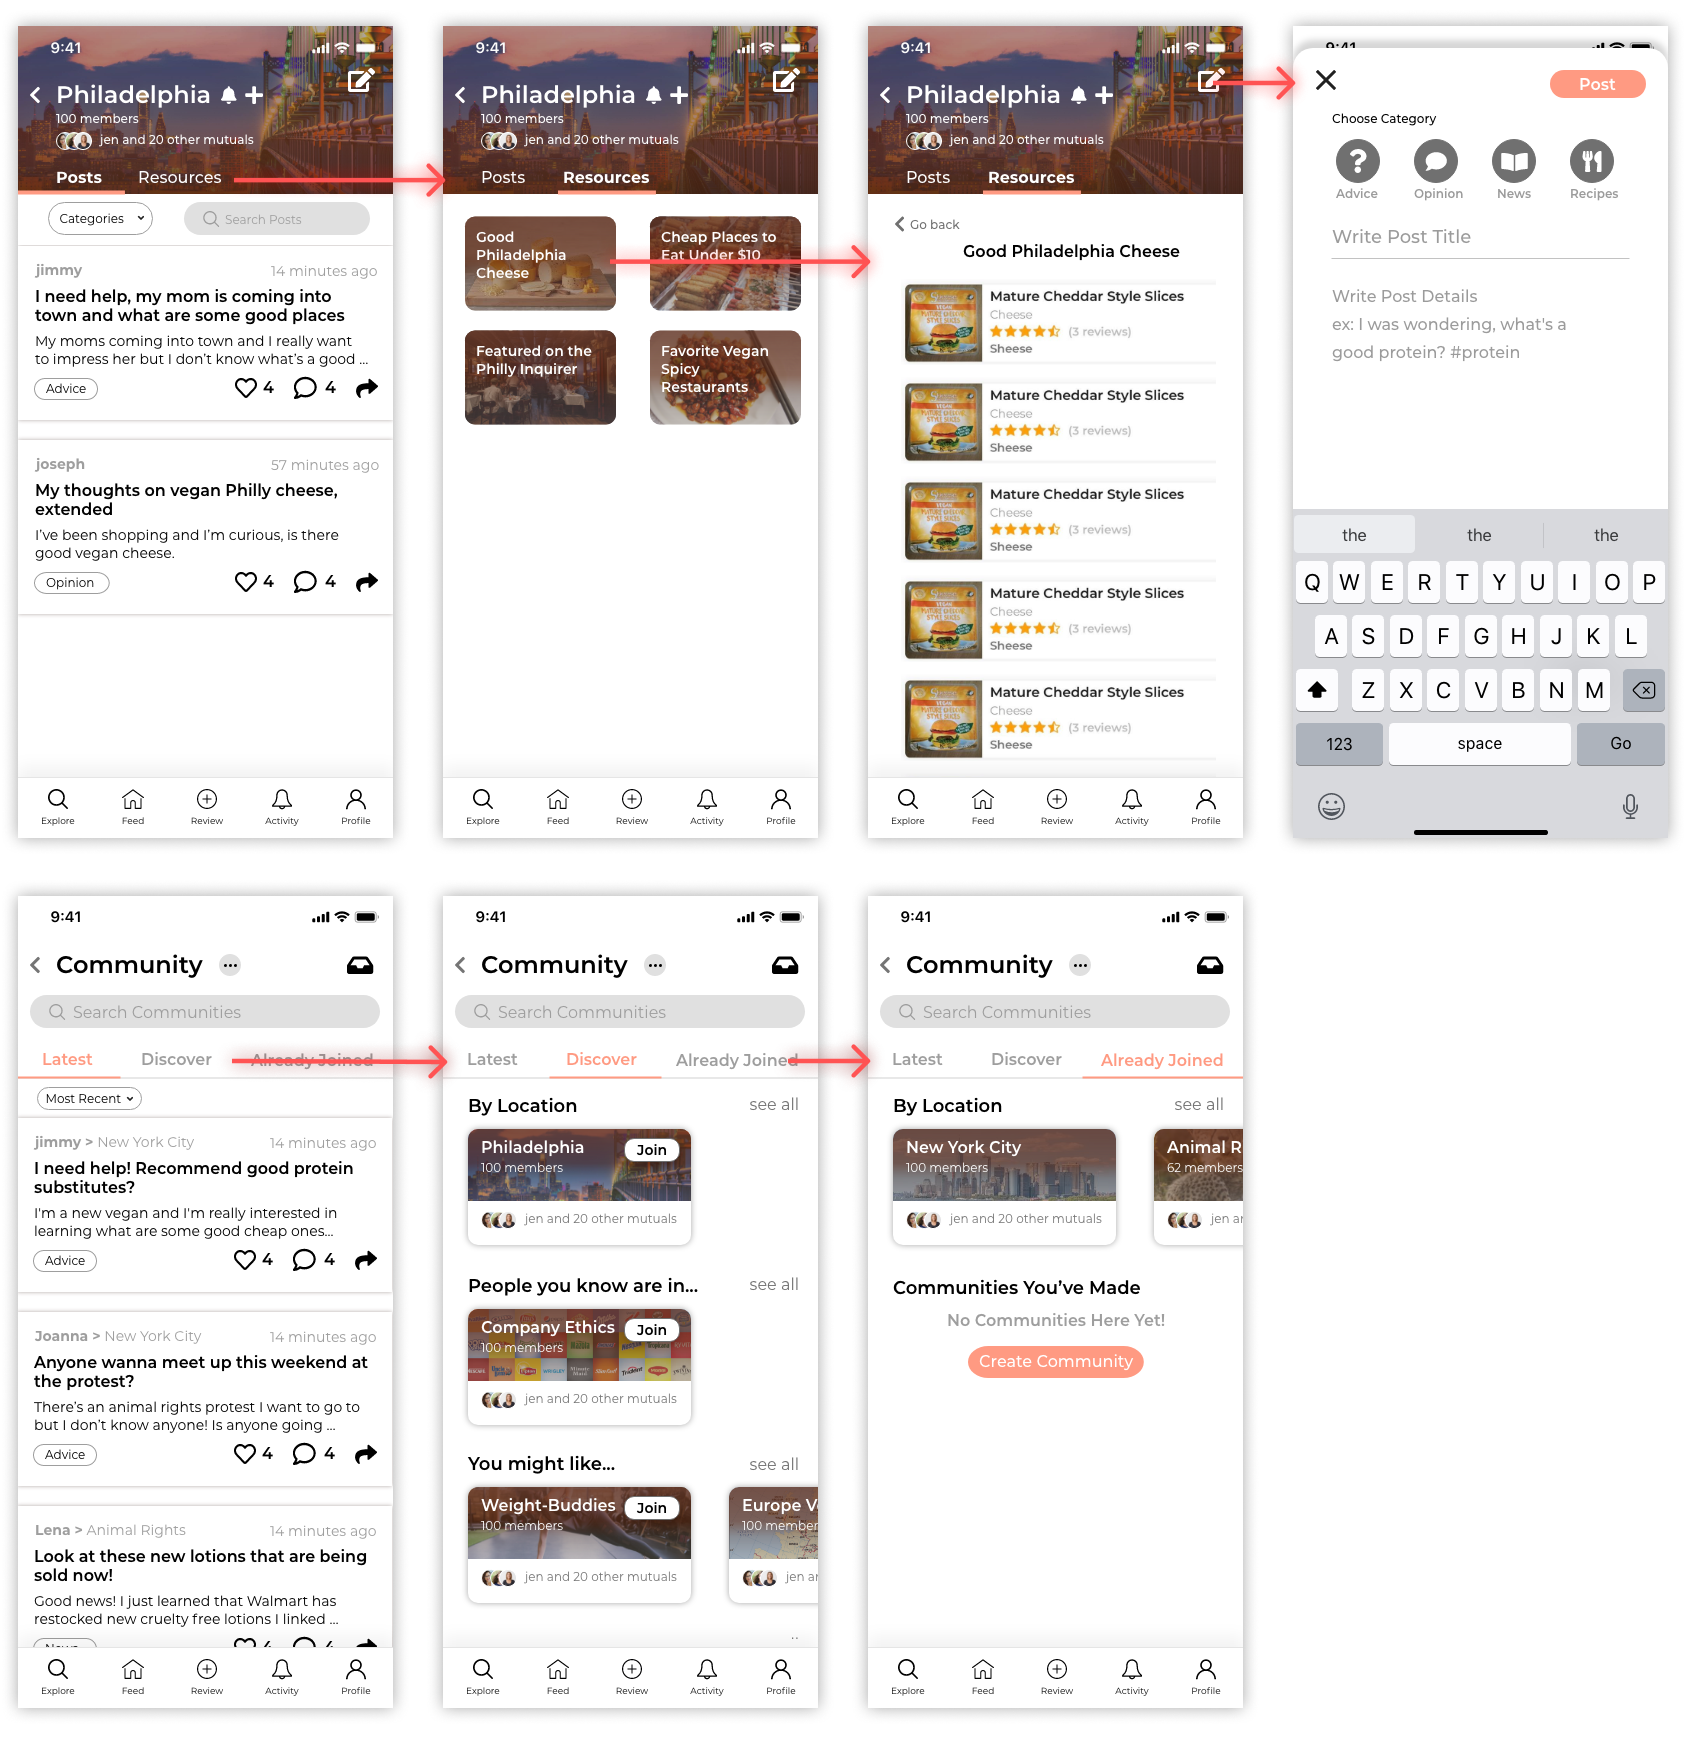 9:41
Philadelphia
100 members
jen and 20 other mutuals
Posts
Resources
Categories
Search Posts
jimmy
14 minutes ago
I need help, my mom is coming into
town and what are some good places
My moms coming into town and I really want
to impress her but I don't know what's a good ...
Advice
4
4
joseph
57 minutes ago
My thoughts on vegan Philly cheese,
extended
I've been shopping and I'm curious, is there
good vegan cheese.
Opinion
4
4
Explore
Feed
Review
Activity
Profile
9:41
Philadelphia
100 members
jen and 20 other mutuals
Posts
Resources
Good
Philadelphia
Cheese
Cheap Places to
Eat Under $10
Featured on the
Philly Inquirer
Favorite Vegan
Spicy
Restaurants
Explore
Feed
Review
Activity
Profile
9:41
Philadelphia
100 members
jen and 20 other mutuals
Posts
Resources
Go back
Good Philadelphia Cheese
Mature Cheddar Style Slices
Cheese
(3 reviews)
Sheese
Mature Cheddar Style Slices
Cheese
(3 reviews)
Sheese
Mature Cheddar Style Slices
Cheese
(3 reviews)
Sheese
Mature Cheddar Style Slices
Cheese
(3 reviews)
Sheese
Mature Cheddar Style Slices
Cheese
(3 reviews)
Sheese
Explore
Feed
Review
Activity
Profile
9:41
Post
Choose Category
Advice
Opinion
News
Recipes
Write Post Title
Write Post Details
ex: I was wondering, what's a
good protein? #protein
the
the
the
Q W E R T Y U I O P
A S D F G H J K L
Z X C V B N M
123
space
Go
9:41
Community
Search Communities
Latest
Discover
Already Joined
Most Recent
jimmy > New York City
14 minutes ago
I need help! Recommend good protein
substitutes?
I'm a new vegan and I'm really interested in
learning what are some good cheap ones...
Advice
4
4
Joanna > New York City
14 minutes ago
Anyone wanna meet up this weekend at
the protest?
There's an animal rights protest I want to go to
but I don't know anyone! Is anyone going ...
Advice
4
4
Lena > Animal Rights
14 minutes ago
Look at these new lotions that are being
sold now!
Good news! I just learned that Walmart has
restocked new cruelty free lotions I linked ...
News
4
4
Explore
Feed
Review
Activity
Profile
9:41
Community
Search Communities
Latest
Discover
Already Joined
By Location
see all
Philadelphia
Join
100 members
jen and 20 other mutuals
People you know are in...
see all
Company Ethics
Join
100 members
jen and 20 other mutuals
You might like...
see all
Weight-Buddies
Join
100 members
jen and 20 other mutuals
Europe V
100 member
jen ar
Explore
Feed
Review
Activity
Profile
9:41
Community
Search Communities
Latest
Discover
Already Joined
By Location
see all
New York City
100 members
jen and 20 other mutuals
Animal R
62 members
jen ar
Communities You've Made
No Communities Here Yet!
Create Community
Explore
Feed
Review
Activity
Profile